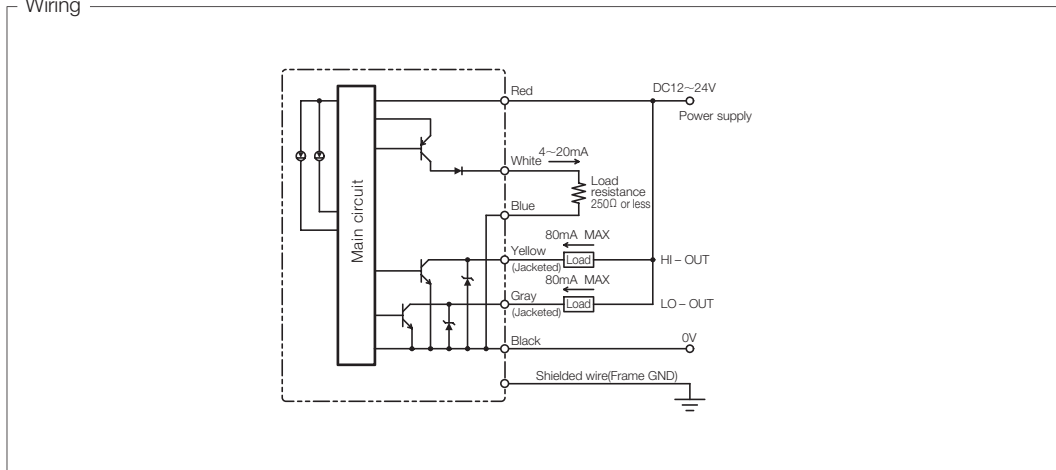 Wiring
Red
DC12～24V
Power supply
4～20mA
White
Load
resistance
250Ω or less
Blue
Main circuit
80mA MAX
Yellow
(Jacketed)
Load
HI – OUT
80mA MAX
Gray
(Jacketed)
Load
LO – OUT
Black
0V
Shielded wire(Frame GND)